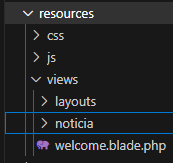 resources
css
js
views
layouts
noticia
welcome.blade.php